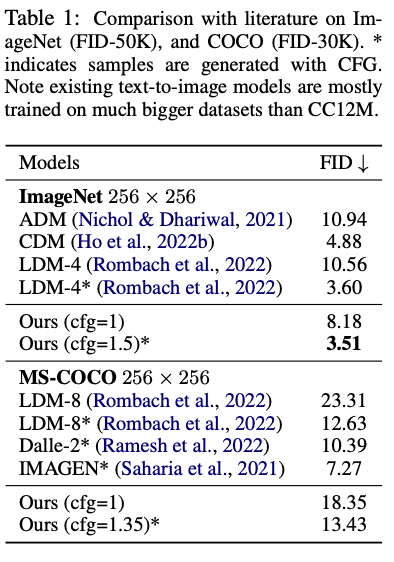 Table 1: Comparison with literature on Im-
ageNet (FID-50K), and COCO (FID-30K). *
indicates samples are generated with CFG.
Note existing text-to-image models are mostly
trained on much bigger datasets than CC12M.
Models FID ↓
ImageNet 256 × 256
ADM (Nichol & Dhariwal, 2021) 10.94
CDM (Ho et al., 2022b) 4.88
LDM-4 (Rombach et al., 2022) 10.56
LDM-4* (Rombach et al., 2022) 3.60
Ours (cfg=1) 8.18
Ours (cfg=1.5)* 3.51
MS-COCO 256 × 256
LDM-8 (Rombach et al., 2022) 23.31
LDM-8* (Rombach et al., 2022) 12.63
Dalle-2* (Ramesh et al., 2022) 10.39
IMAGEN* (Saharia et al., 2021) 7.27
Ours (cfg=1) 18.35
Ours (cfg=1.35)* 13.43